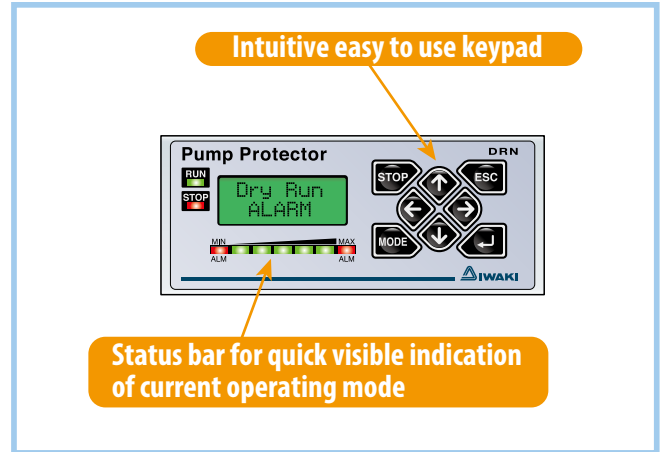 Intuitive easy to use keypad
Pump Protector
DRN
RUN
STOP
Dry Run
ALARM
STOP
ESC
MODE
MIN
MAX
ALM
ALM
IWAKI
Status bar for quick visible indication
of current operating mode